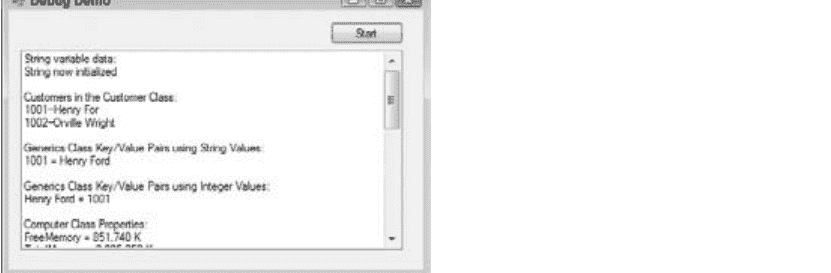 Debug Demo
Start
String variable data:
String now initialized
Customers in the Customer Class:
1001-Henry For
1002-Orville Wright
Generics Class Key/Value Pairs using String Values:
1001 = Henry Ford
Generics Class Key/Value Pairs using Integer Values:
Henry Ford = 1001
Computer Class Properties:
FreeMemory = 851.740 K